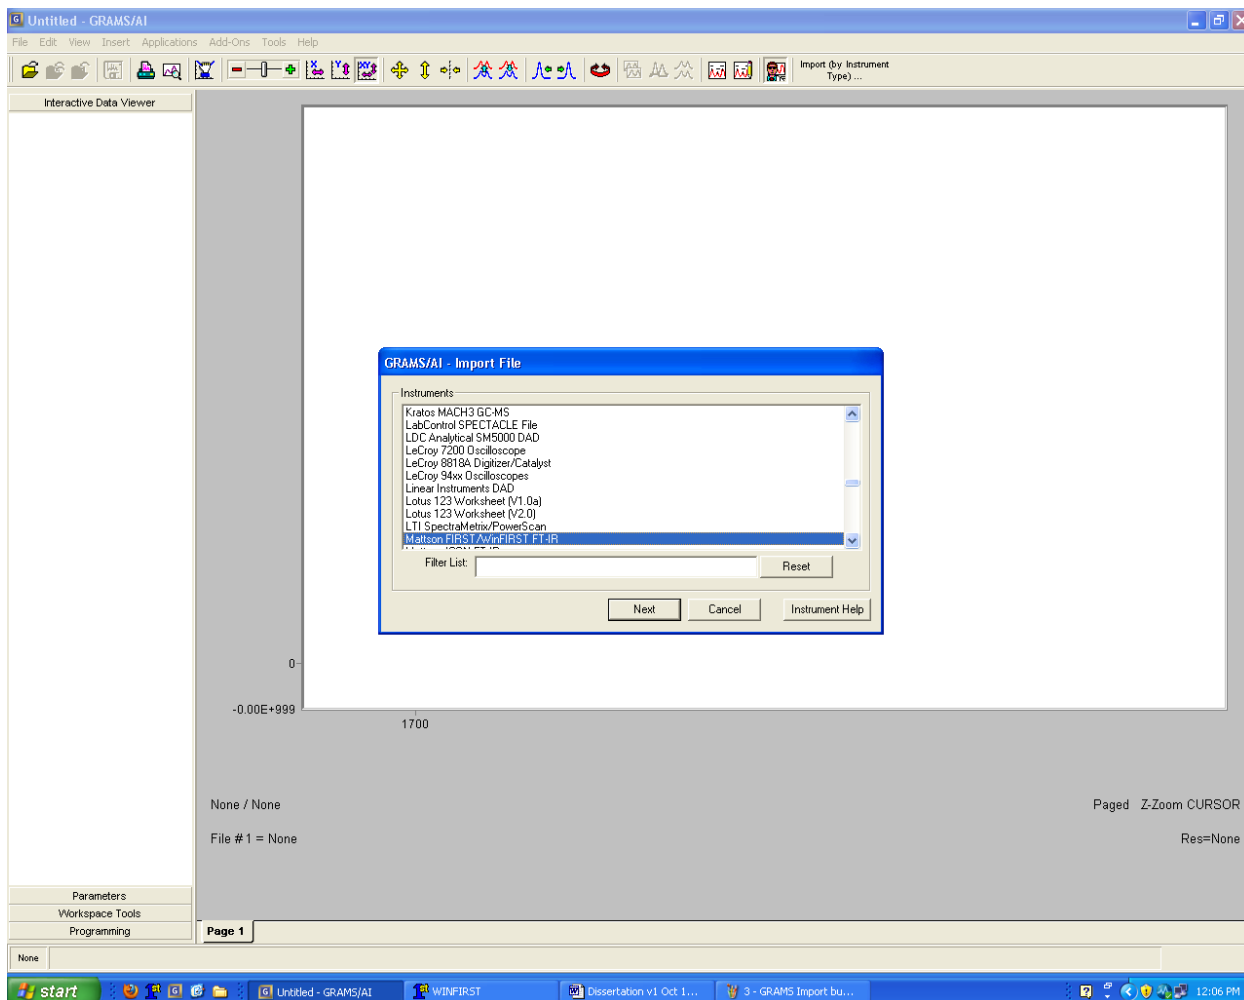 Untitled - GRAMS/AI
File Edit View Insert Applications Add-Ons Tools Help
Import (by Instrument
Type) ...
Interactive Data Viewer
GRAMS/AI - Import File
Instruments
Kratos MACH3 GC-MS
LabControl SPECTACLE File
LDC Analytical SM5000 DAD
LeCroy 7200 Oscilloscope
LeCroy 8818A Digitizer/Catalyst
LeCroy 94xx Oscilloscopes
Linear Instruments DAD
Lotus 123 Worksheet (V1.0a)
Lotus 123 Worksheet (V2.0)
LTI SpectraMetrix/PowerScan
Mattson FIRST/WinFIRST FT-IR
Filter List:
Reset
Next Cancel Instrument Help
0
-0.00E+999
1700
None / None
Paged Z-Zoom CURSOR
File # 1 = None
Res=None
Parameters
Workspace Tools
Programming
Page 1
None
start
Untitled - GRAMS/AI
WINFIRST
Dissertation v1 Oct 1...
3 - GRAMS Import bu...
12:06 PM